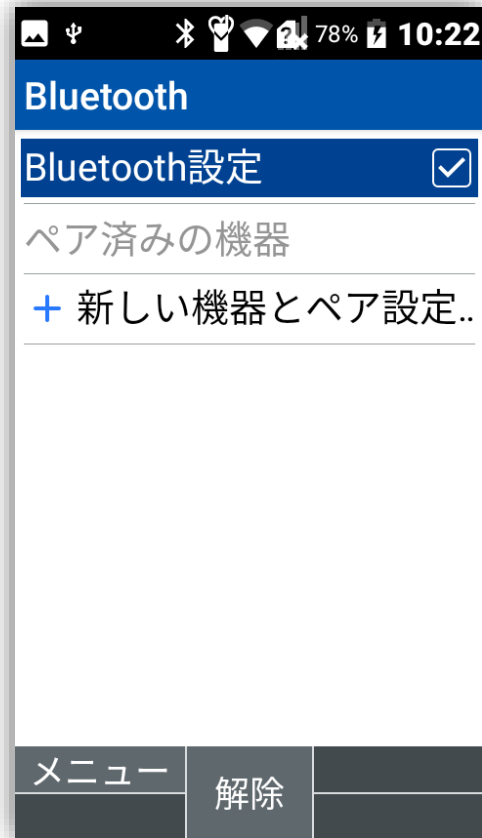 78% 10:22
Bluetooth
Bluetooth設定
ペア済みの機器
+ 新しい機器とペア設定..
メニュー
解除